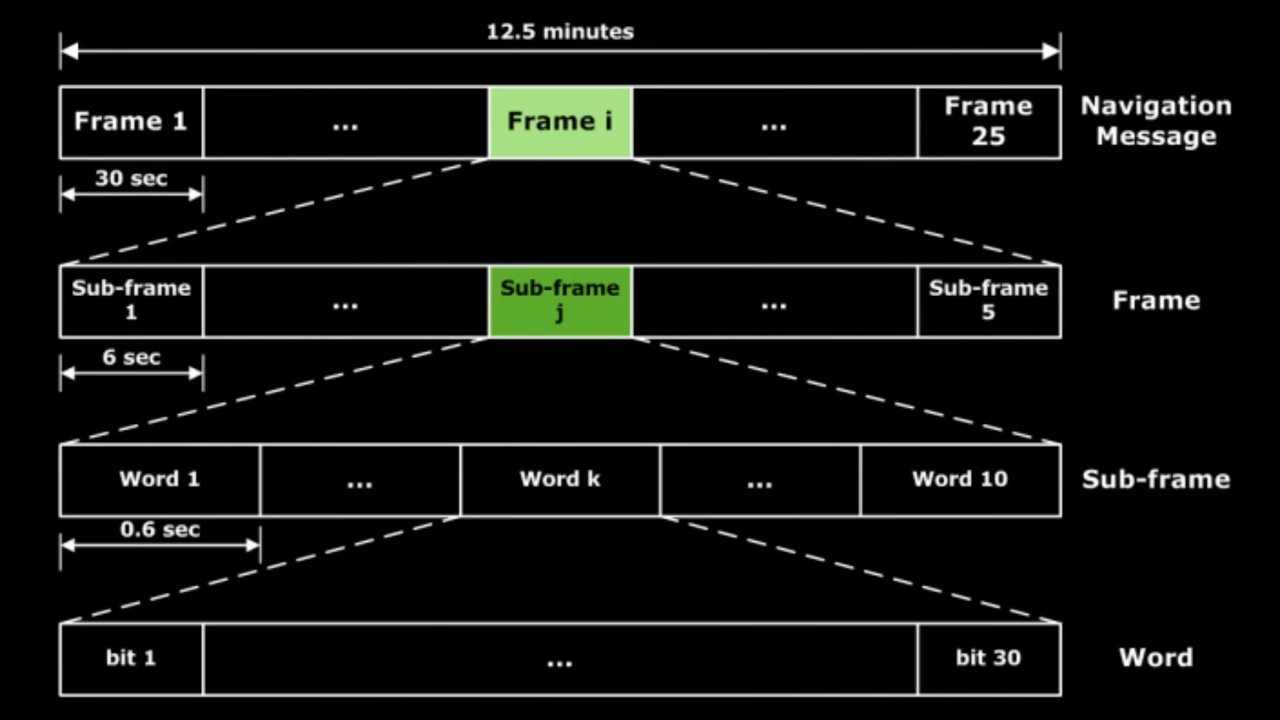 12.5 minutes
Frame 1
...
Frame i
...
Frame
25
Navigation
Message
30 sec
Sub-frame
1
...
Sub-frame
j
...
Sub-frame
5
Frame
6 sec
Word 1
...
Word k
...
Word 10
Sub-frame
0.6 sec
bit 1
...
bit 30
Word